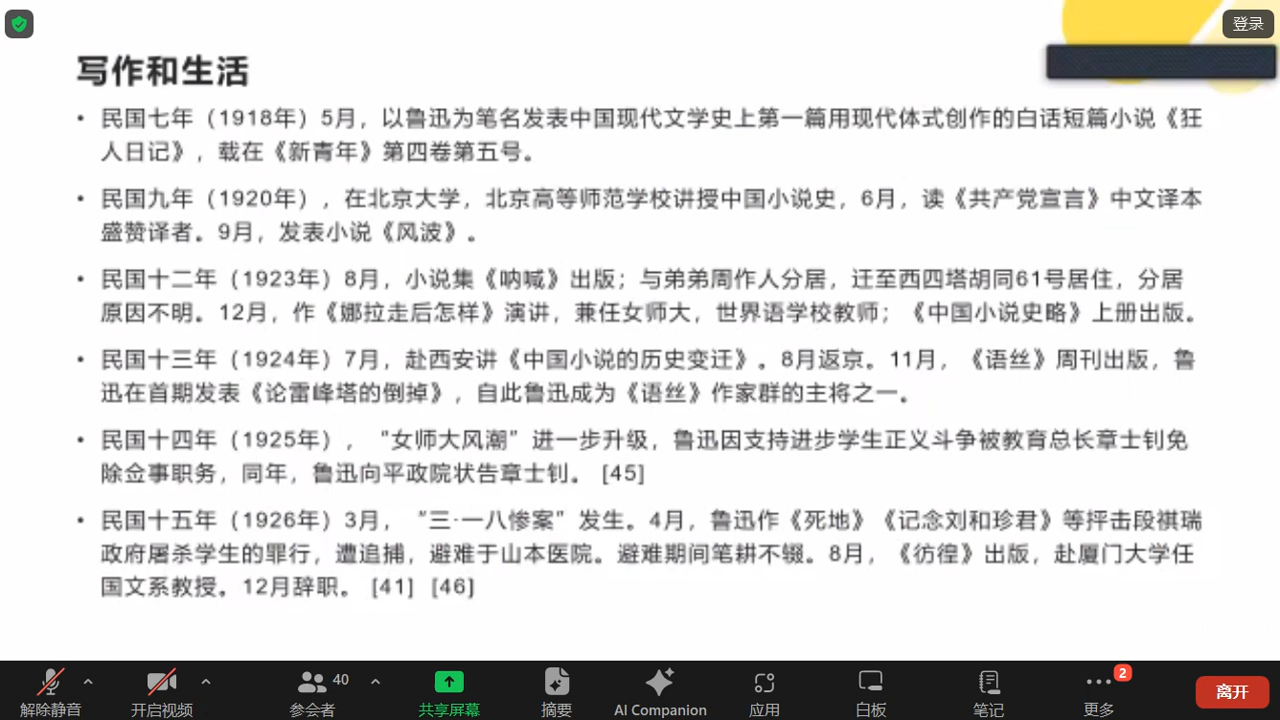 登录
写作和生活
• 民国七年（1918年）5月，以鲁迅为笔名发表中国现代文学史上第一篇用现代体式创作的白话短篇小说《狂
人日记》，载在《新青年》第四卷第五号。
• 民国九年（1920年），在北京大学，北京高等师范学校讲授中国小说史，6月，读《共产党宣言》中文译本
盛赞译者。9月，发表小说《风波》。
• 民国十二年（1923年）8月，小说集《呐喊》出版；与弟弟周作人分居，迁至西四塔胡同61号居住，分居
原因不明。12月，作《娜拉走后怎样》演讲，兼任女师大，世界语学校教师；《中国小说史略》上册出版。
• 民国十三年（1924年）7月，赴西安讲《中国小说的历史变迁》。8月返京。11月，《语丝》周刊出版，鲁
迅在首期发表《论雷峰塔的倒掉》，自此鲁迅成为《语丝》作家群的主将之一。
• 民国十四年（1925年），“女师大风潮”进一步升级，鲁迅因支持进步学生正义斗争被教育总长章士钊免
除佥事职务，同年，鲁迅向平政院状告章士钊。 [45]
• 民国十五年（1926年）3月，“三·一八惨案”发生。4月，鲁迅作《死地》《记念刘和珍君》等抨击段祺瑞
政府屠杀学生的罪行，遭追捕，避难于山本医院。避难期间笔耕不辍。8月，《彷徨》出版，赴厦门大学任
国文系教授。12月辞职。 [41] [46]
40 2
解除静音 开启视频 参会者 共享屏幕 摘要 AI Companion 应用 白板 笔记 更多 离开